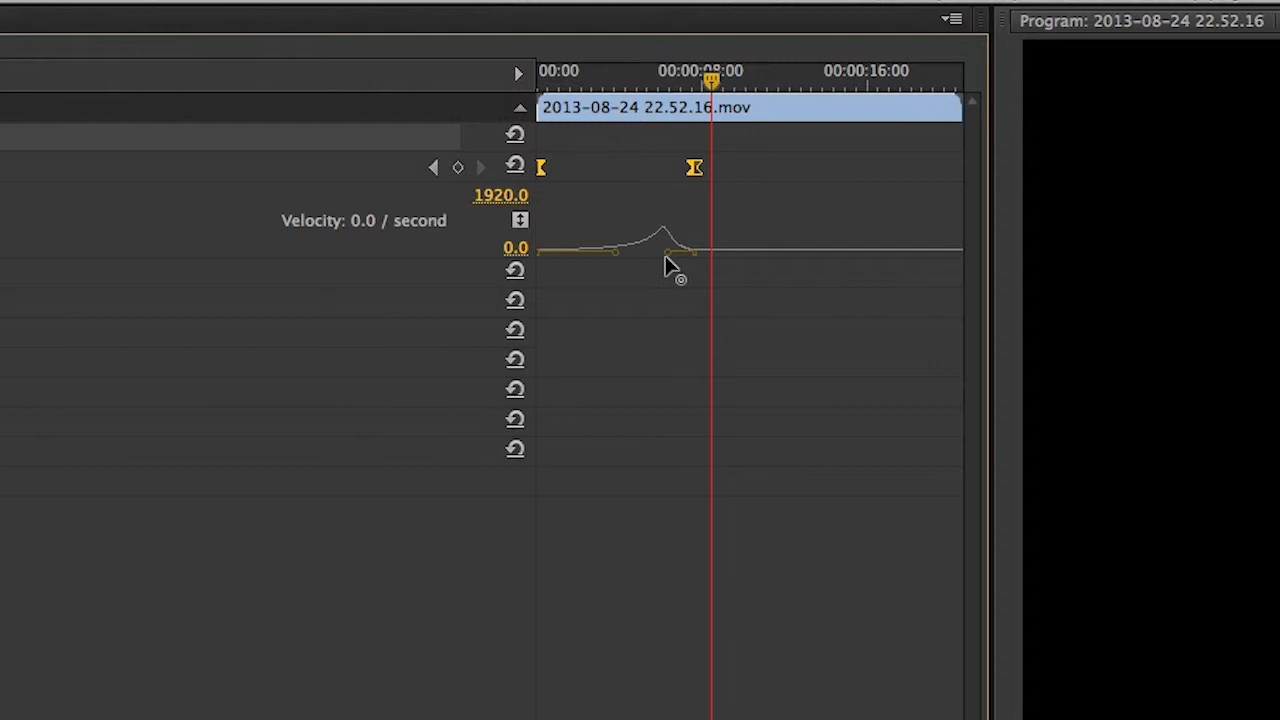 Program: 2013-08-24 22.52.16
00:00 00:00:08:00 00:00:16:00
2013-08-24 22.52.16.mov
1920.0
Velocity: 0.0 / second
0.0